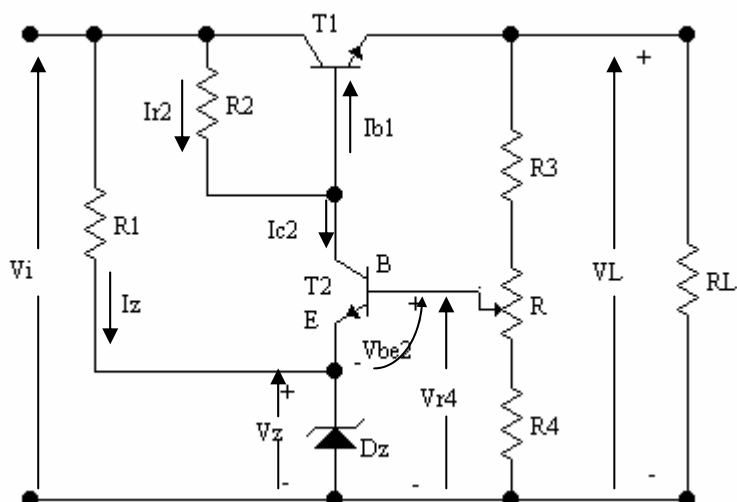 T1
Ir2
R2
Ib1
R3
+
R1
Ic2
B
Vi
T2
VL
RL
Iz
E
+
R
-
Vbe2
Vr4
+
Vz
Dz
R4
-
-
-